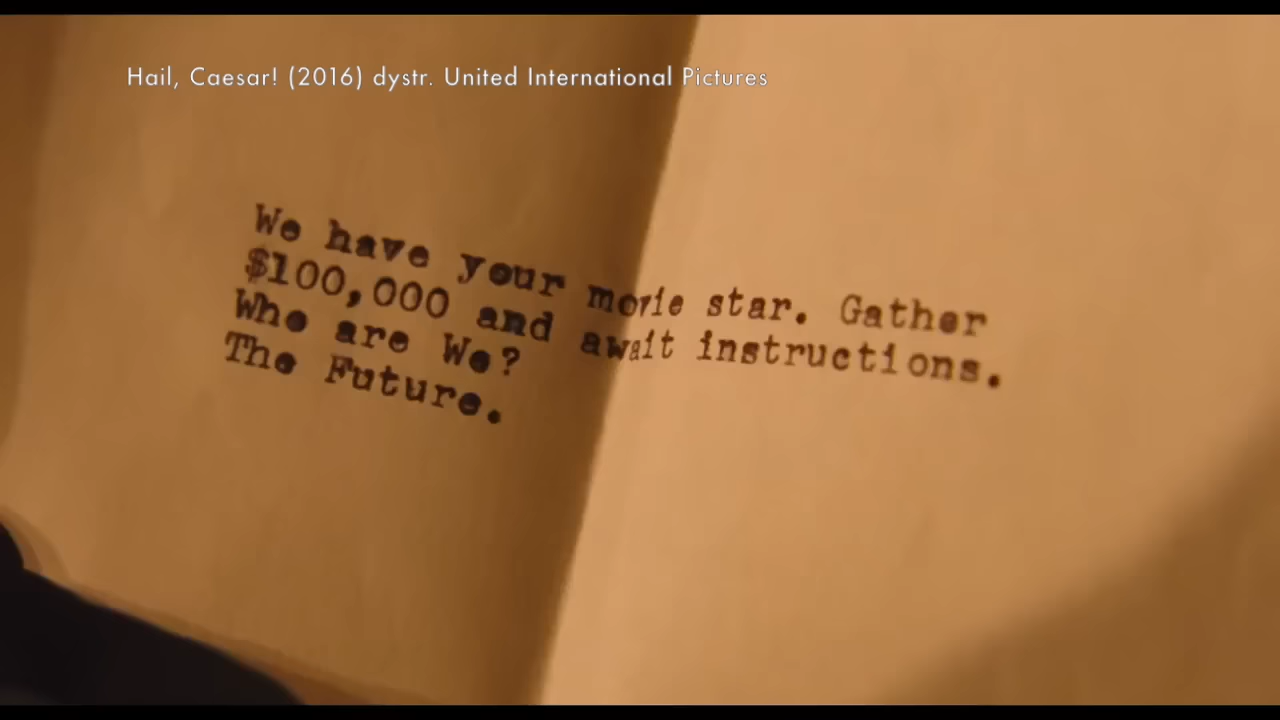 Hail, Caesar! (2016) dystr. United International Pictures
We have your movie star. Gather
$100,000 and await instructions.
Who are We?
The Future.